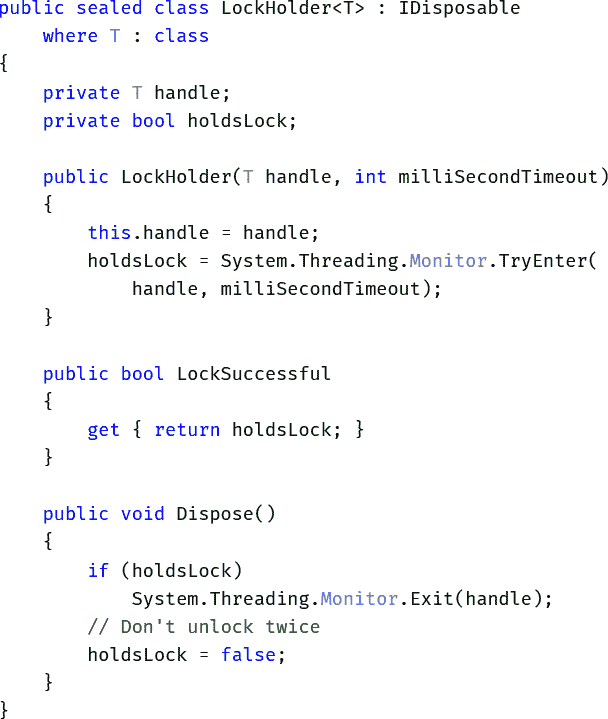 public sealed class LockHolder<T> : IDisposable
    where T : class
{
    private T handle;
    private bool holdsLock;

    public LockHolder(T handle, int milliSecondTimeout)
    {
        this.handle = handle;
        holdsLock = System.Threading.Monitor.TryEnter(
            handle, milliSecondTimeout);
    }

    public bool LockSuccessful
    {
        get { return holdsLock; }
    }

    public void Dispose()
    {
        if (holdsLock)
            System.Threading.Monitor.Exit(handle);
        // Don't unlock twice
        holdsLock = false;
    }
}